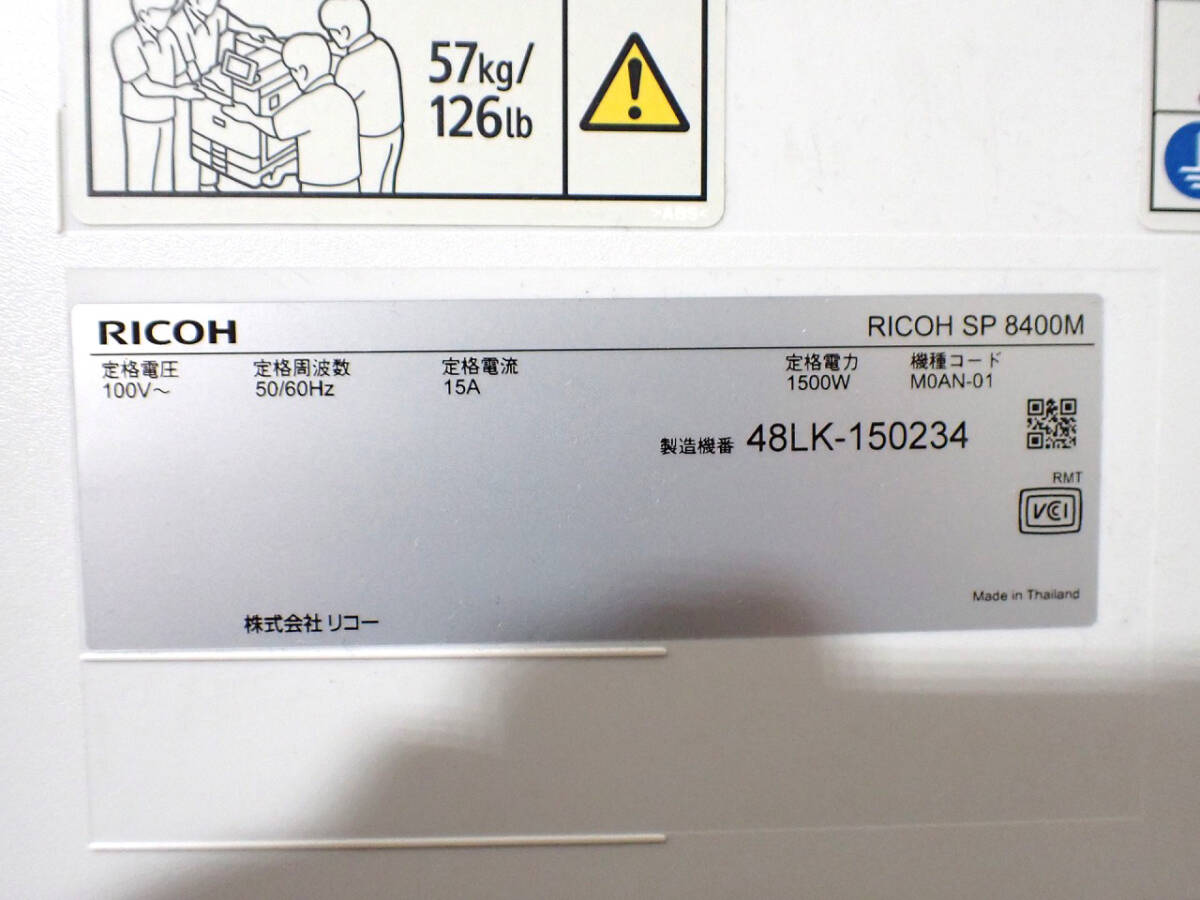 57kg/
126lb
>ABS<
RICOH
RICOH SP 8400M
定格電圧 定格周波数 定格電流 定格電力 機種コード
100V～ 50/60Hz 15A 1500W M0AN-01
製造機番 48LK-150234
RMT
VCCI
Made in Thailand
株式会社 リコー